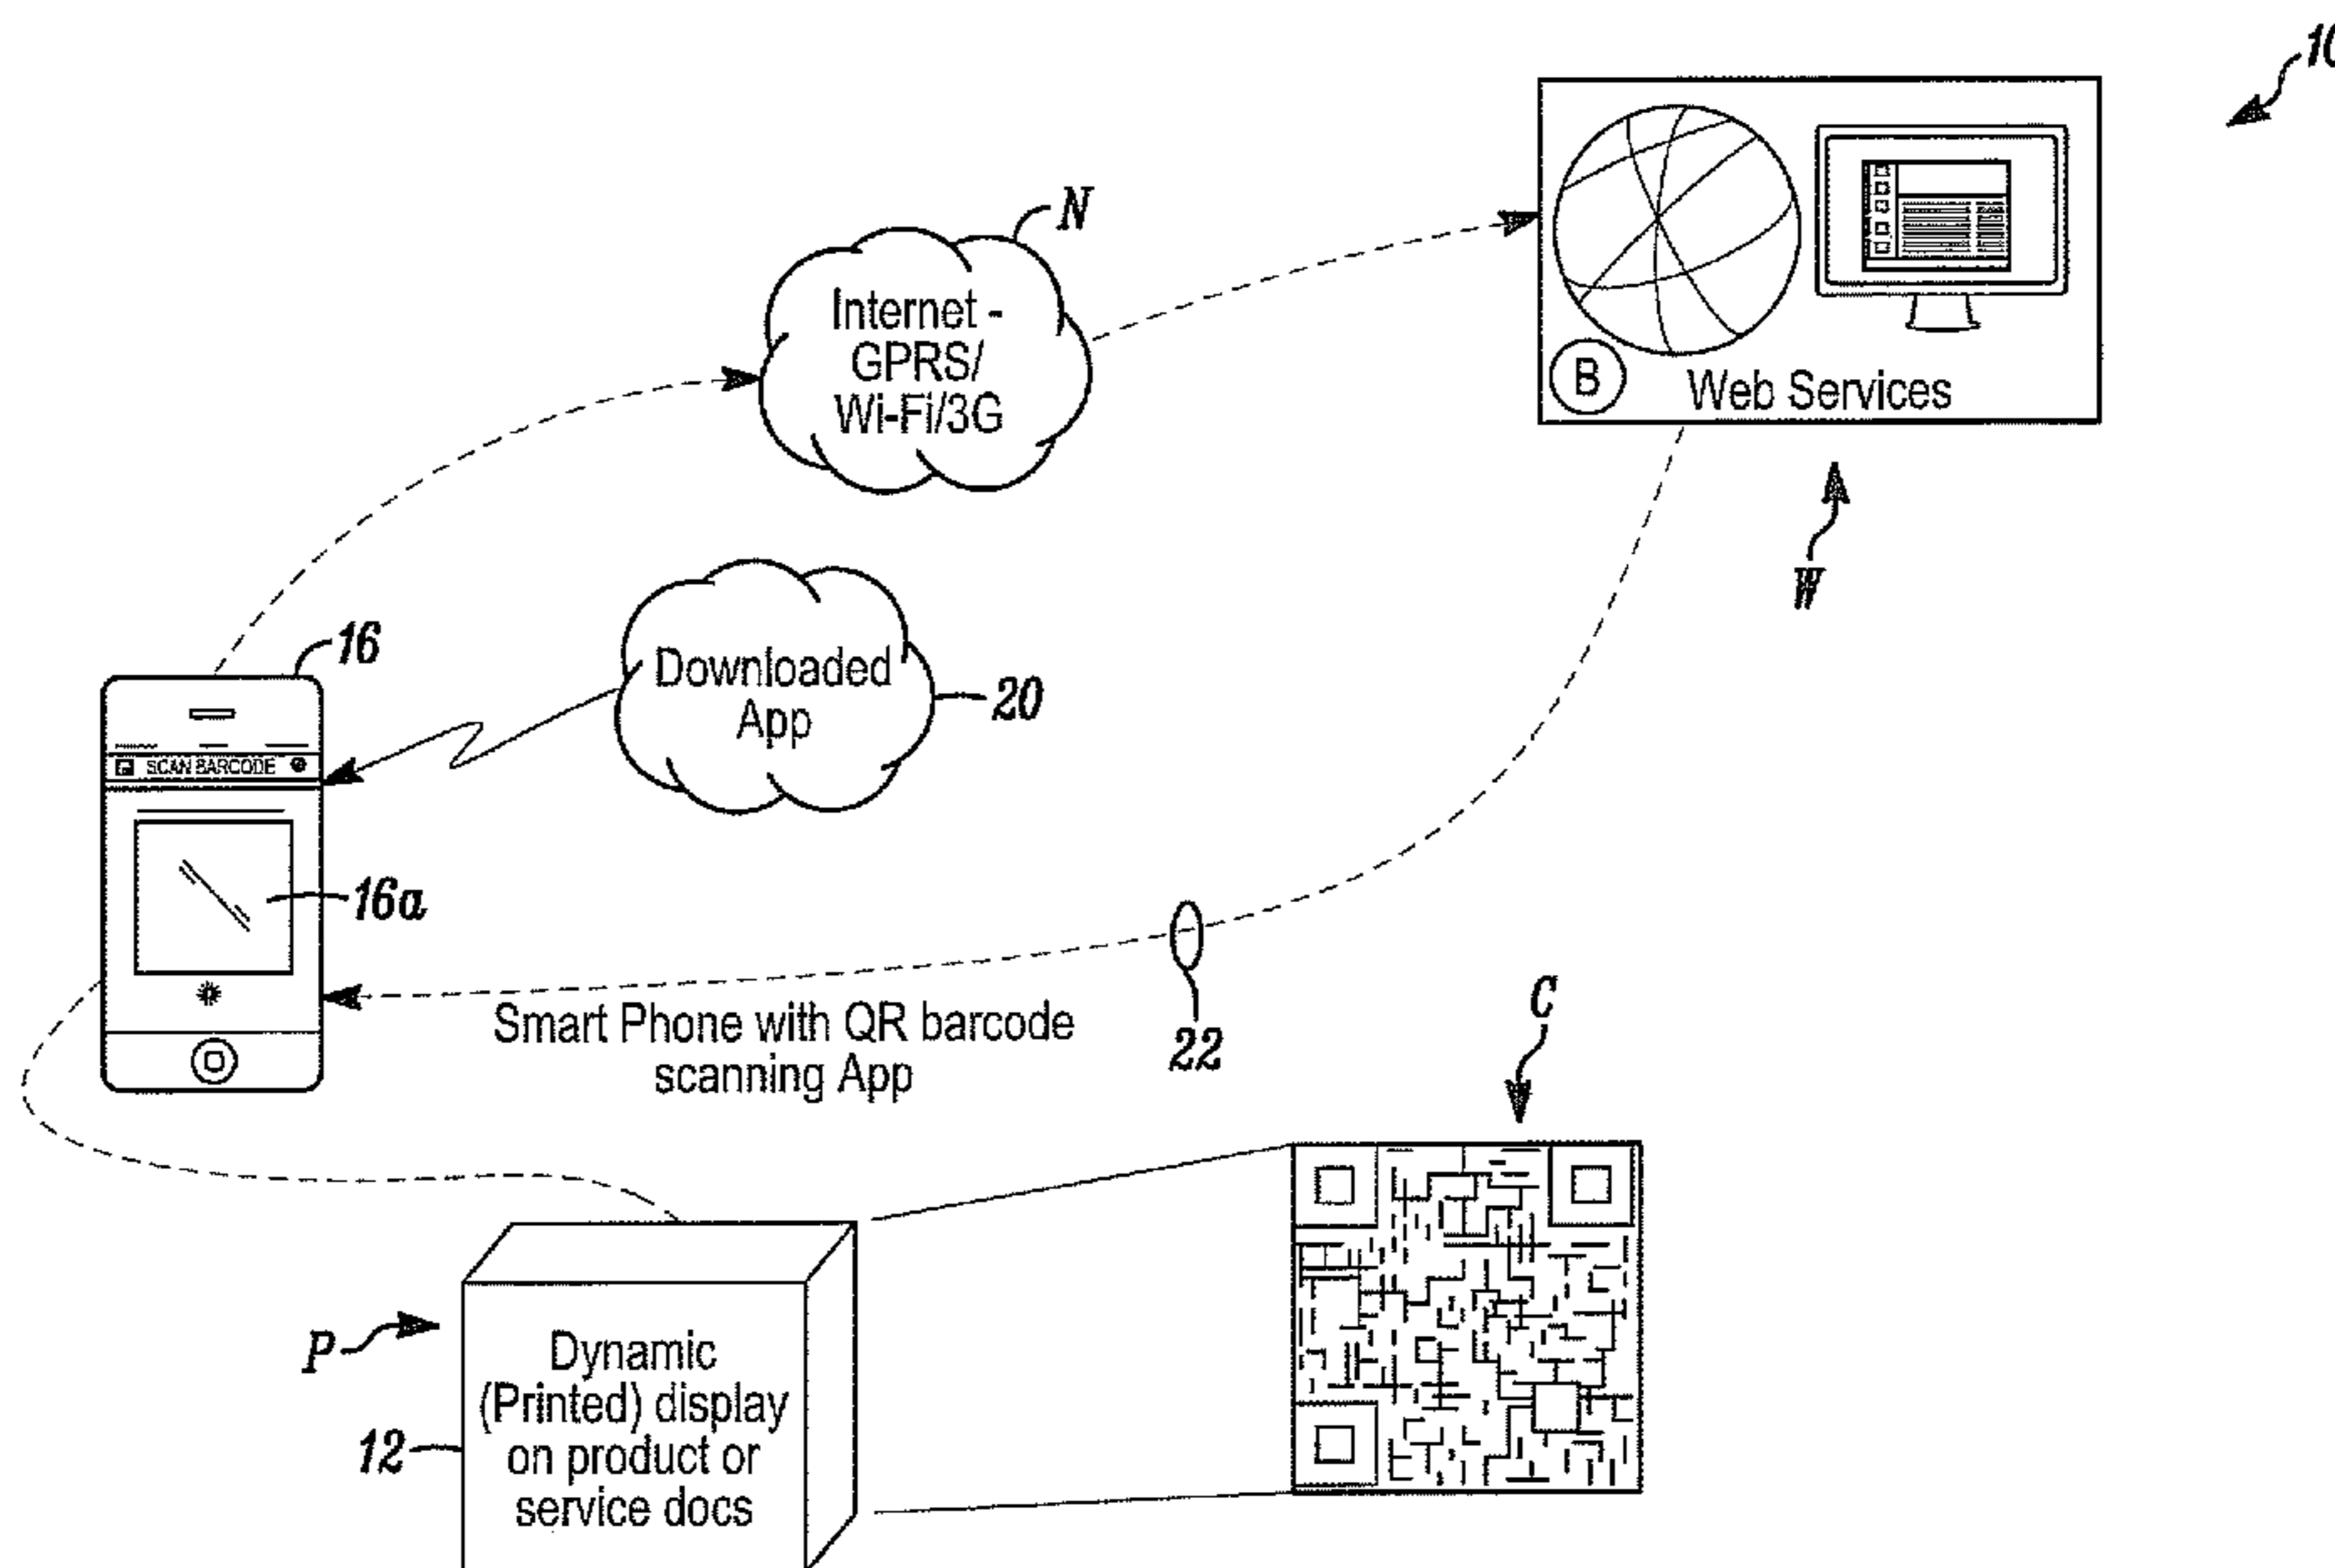 10
N
Internet -
GPRS/
Wi-Fi/3G
B
Web Services
W
16
SCAN BARCODE
Downloaded
App
20
16a
Smart Phone with QR barcode
scanning App
22
C
P
Dynamic
(Printed) display
on product or
service docs
12